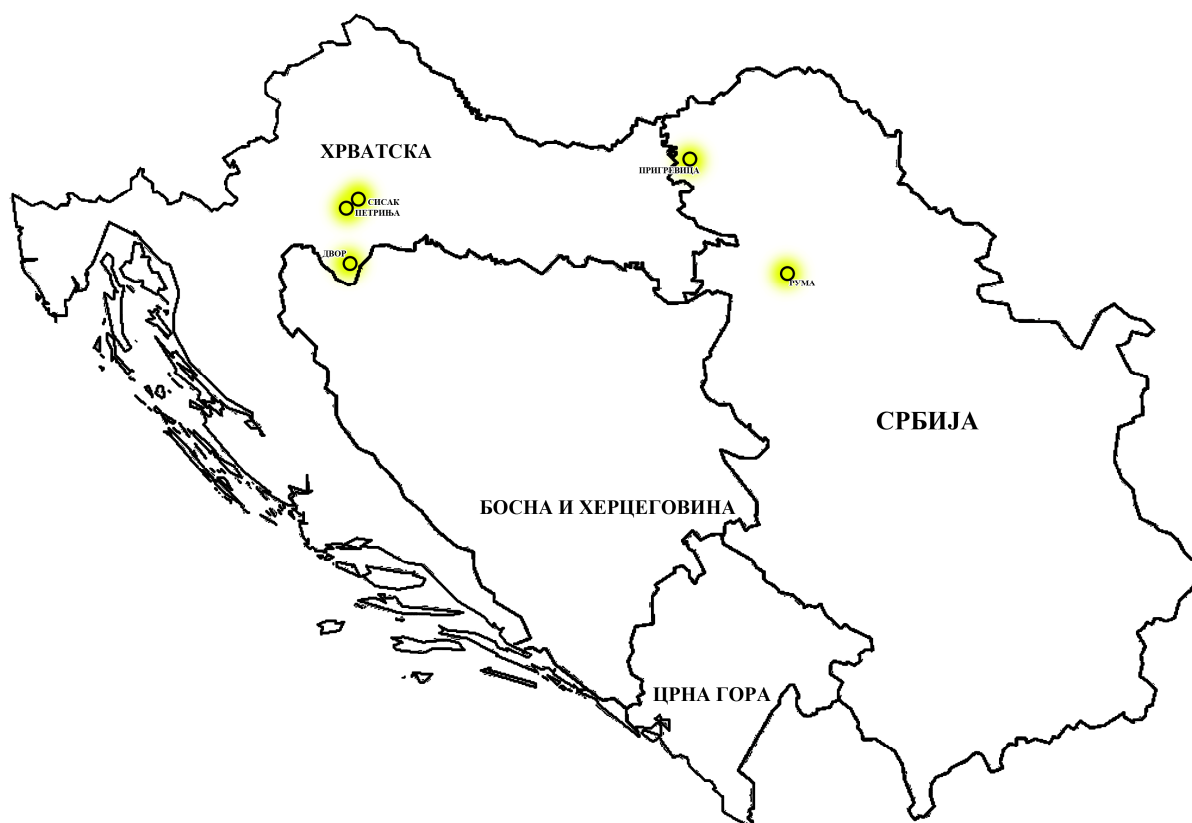 ХРВАТСКА
ПРИГРЕВИЦА
СИСАК
ПЕТРИЊА
ДВОР
РУМА
СРБИЈА
БОСНА И ХЕРЦЕГОВИНА
ЦРНА ГОРА